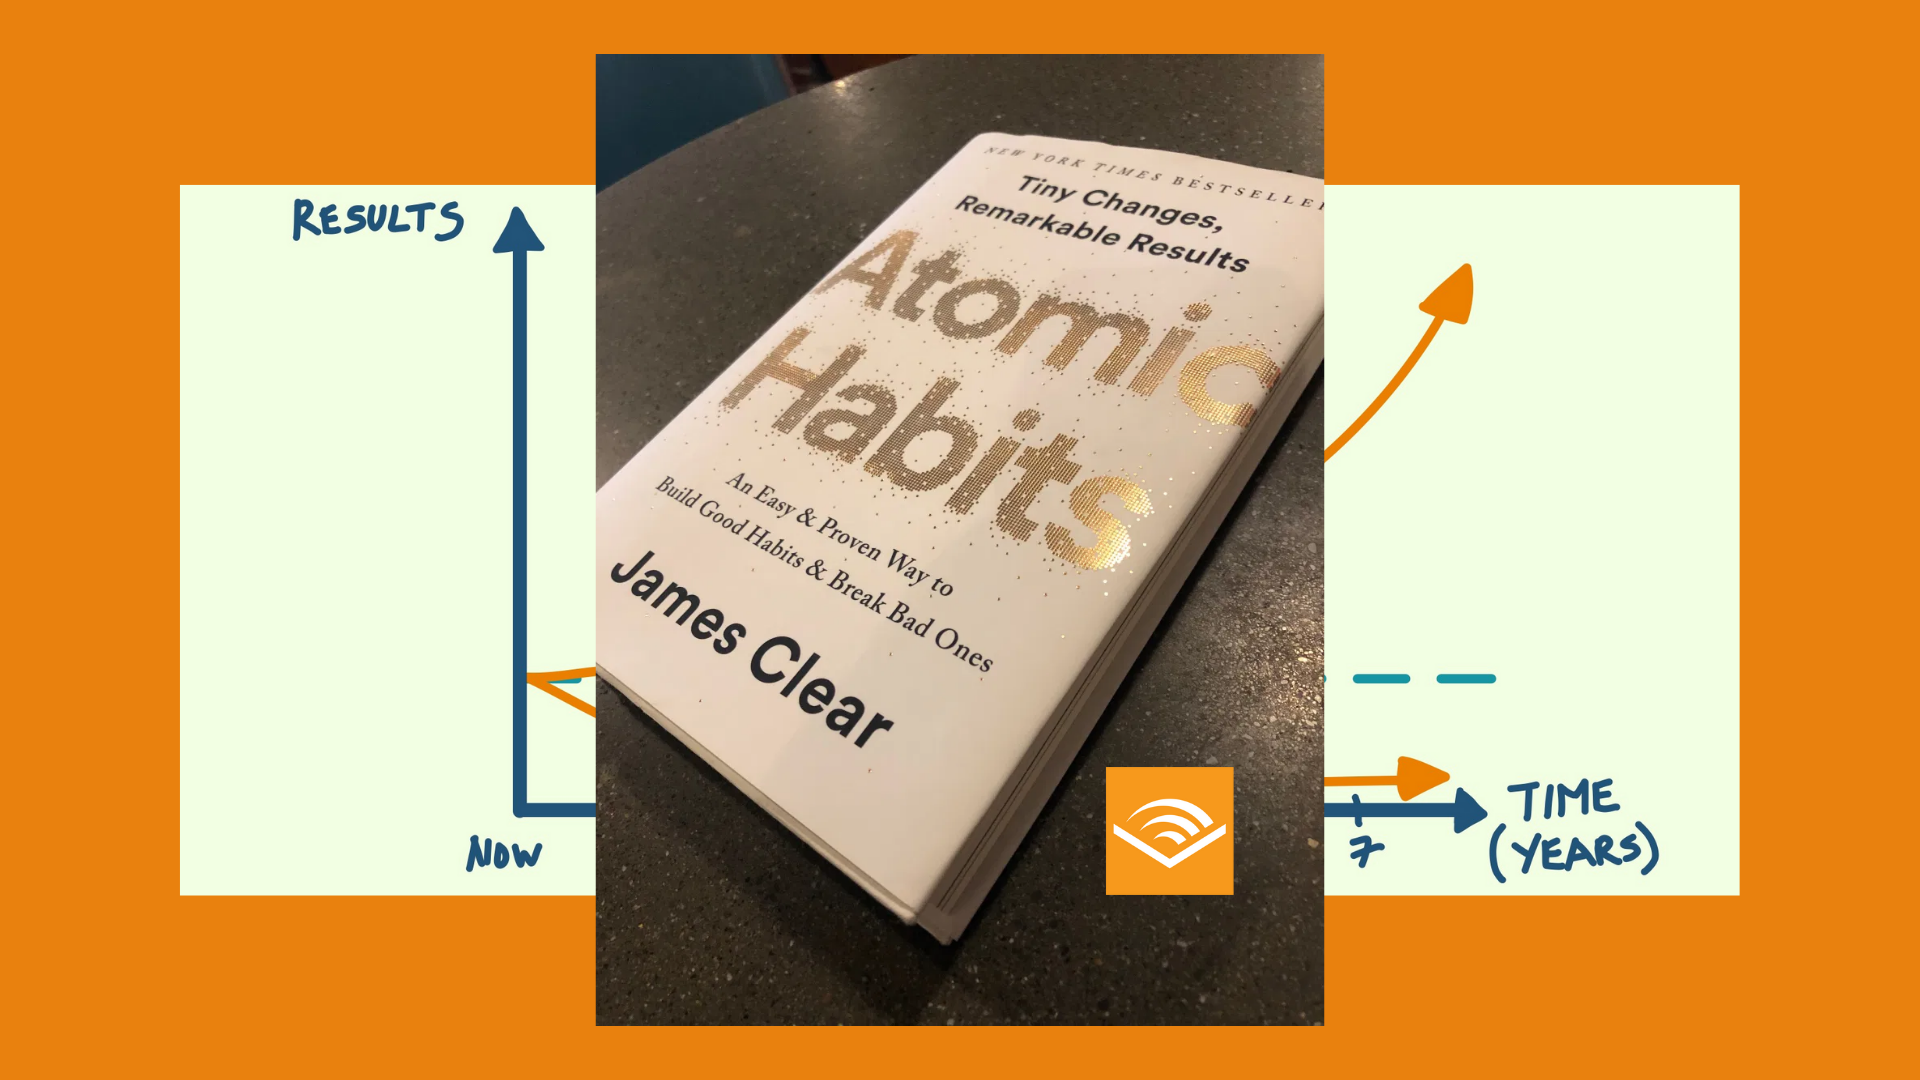 RESULTS
NEW YORK TIMES BESTSELLER
Tiny Changes,
Remarkable Results
Atomic
Habits
An Easy & Proven Way to
Build Good Habits & Break Bad Ones
James Clear
NOW
7
TIME
(YEARS)